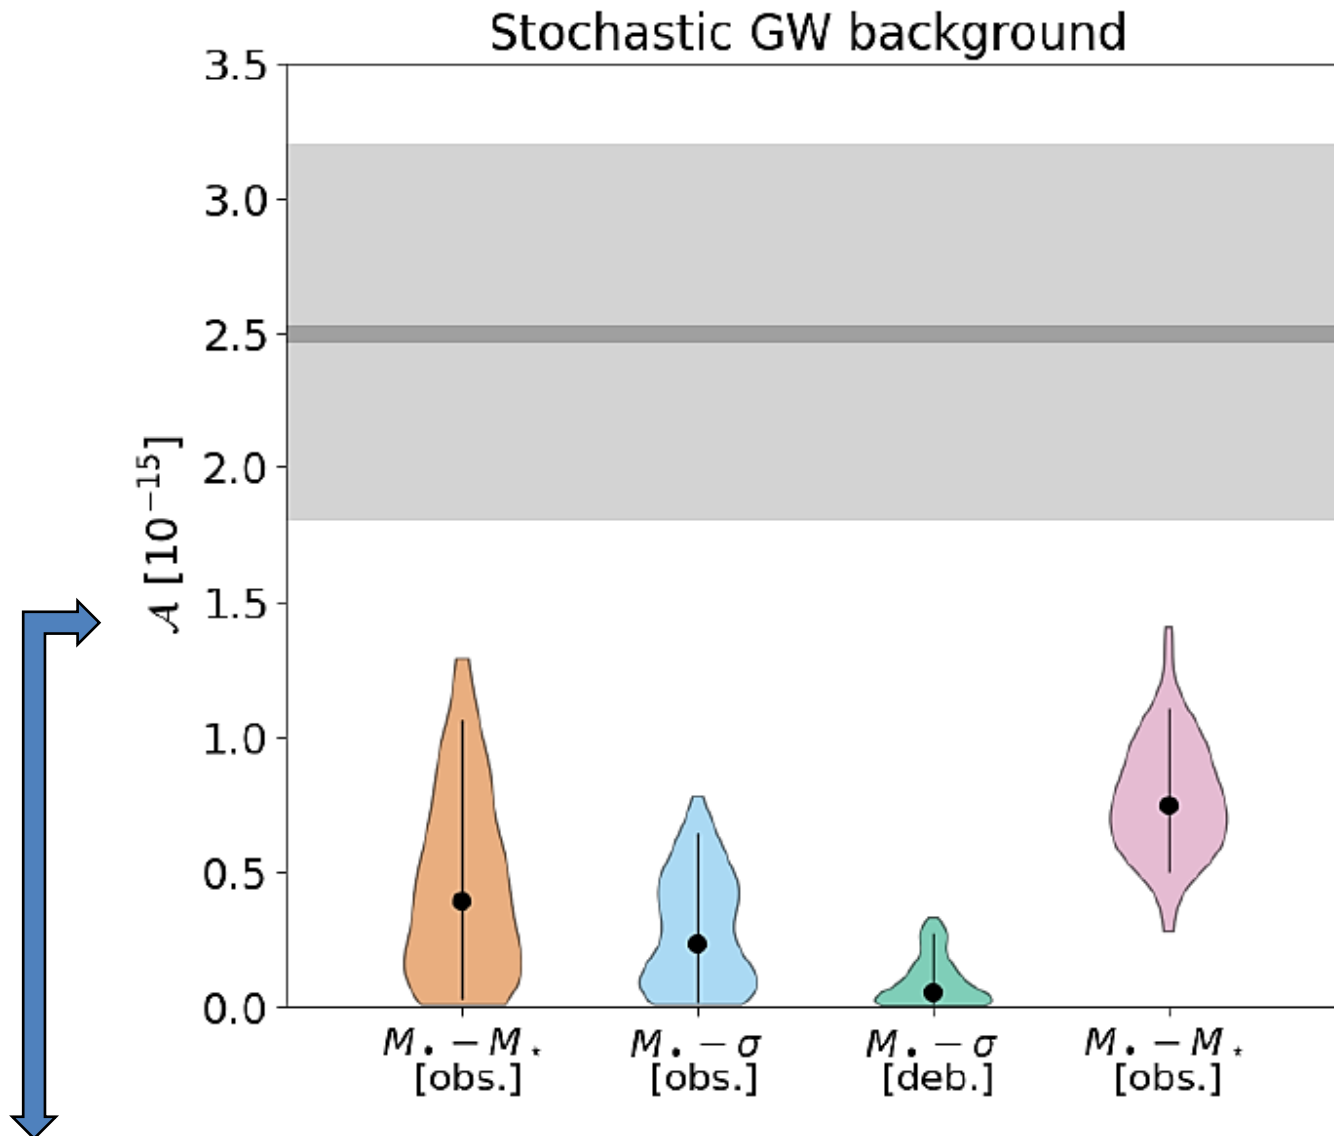 Stochastic GW background
3.5
3.0
2.5
2.0
1.5
1.0
0.5
0.0
𝒜 [10⁻¹⁵]
M• − M⋆ M• − σ M• − σ M• − M⋆
[obs.] [obs.] [deb.] [obs.]